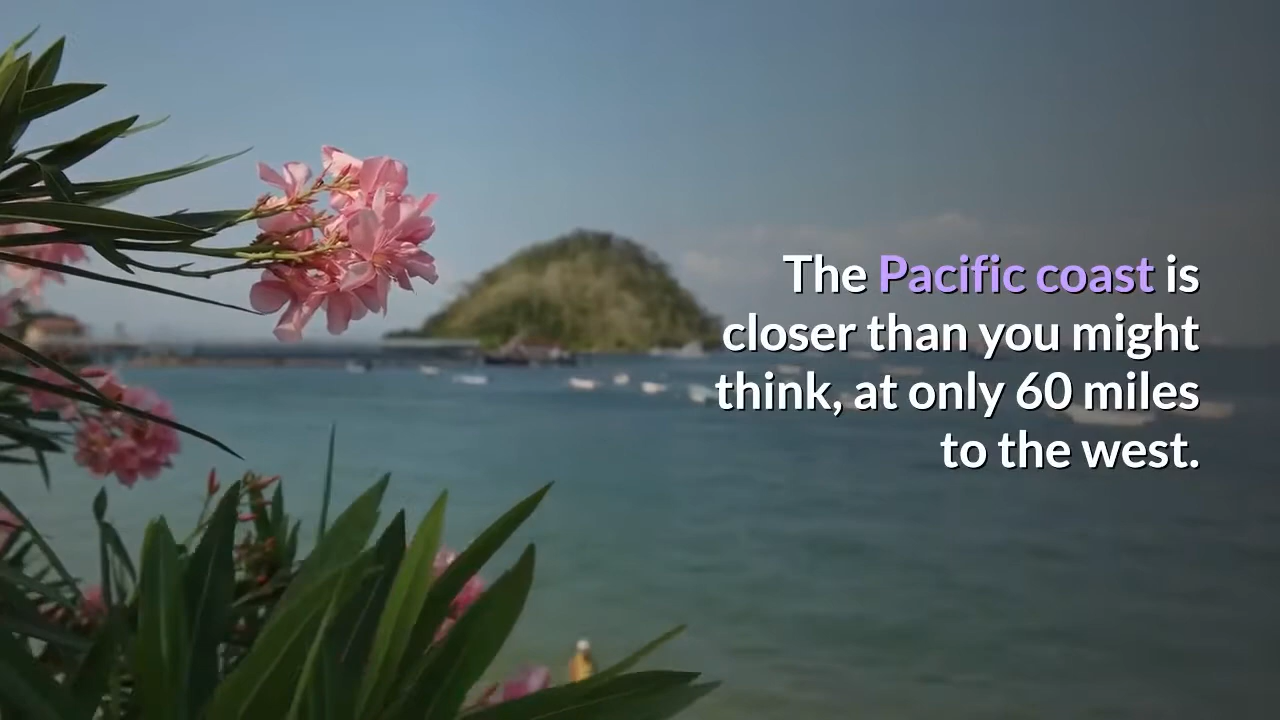 The Pacific coast is
closer than you might
think, at only 60 miles
to the west.